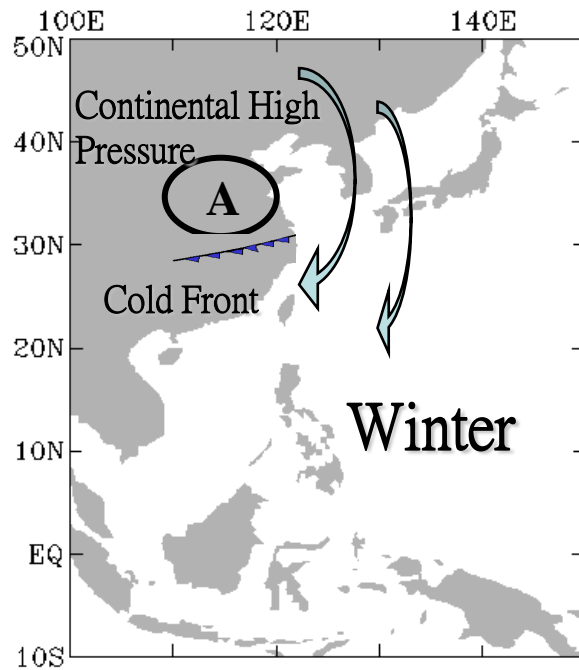 100E 120E 140E
50N
Continental High
Pressure
40N
A
30N
Cold Front
20N
Winter
10N
EQ
10S